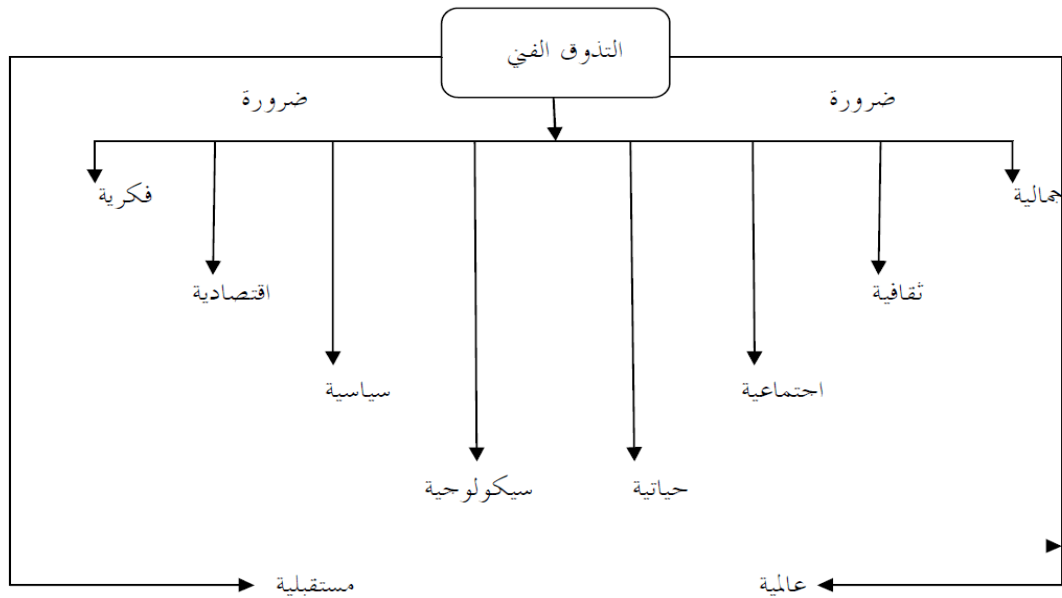 التذوق الفني
ضرورة
ضرورة
جمالية
فكرية
ثقافية
اقتصادية
اجتماعية
سياسية
حياتية
سيكولوجية
عالمية
مستقبلية